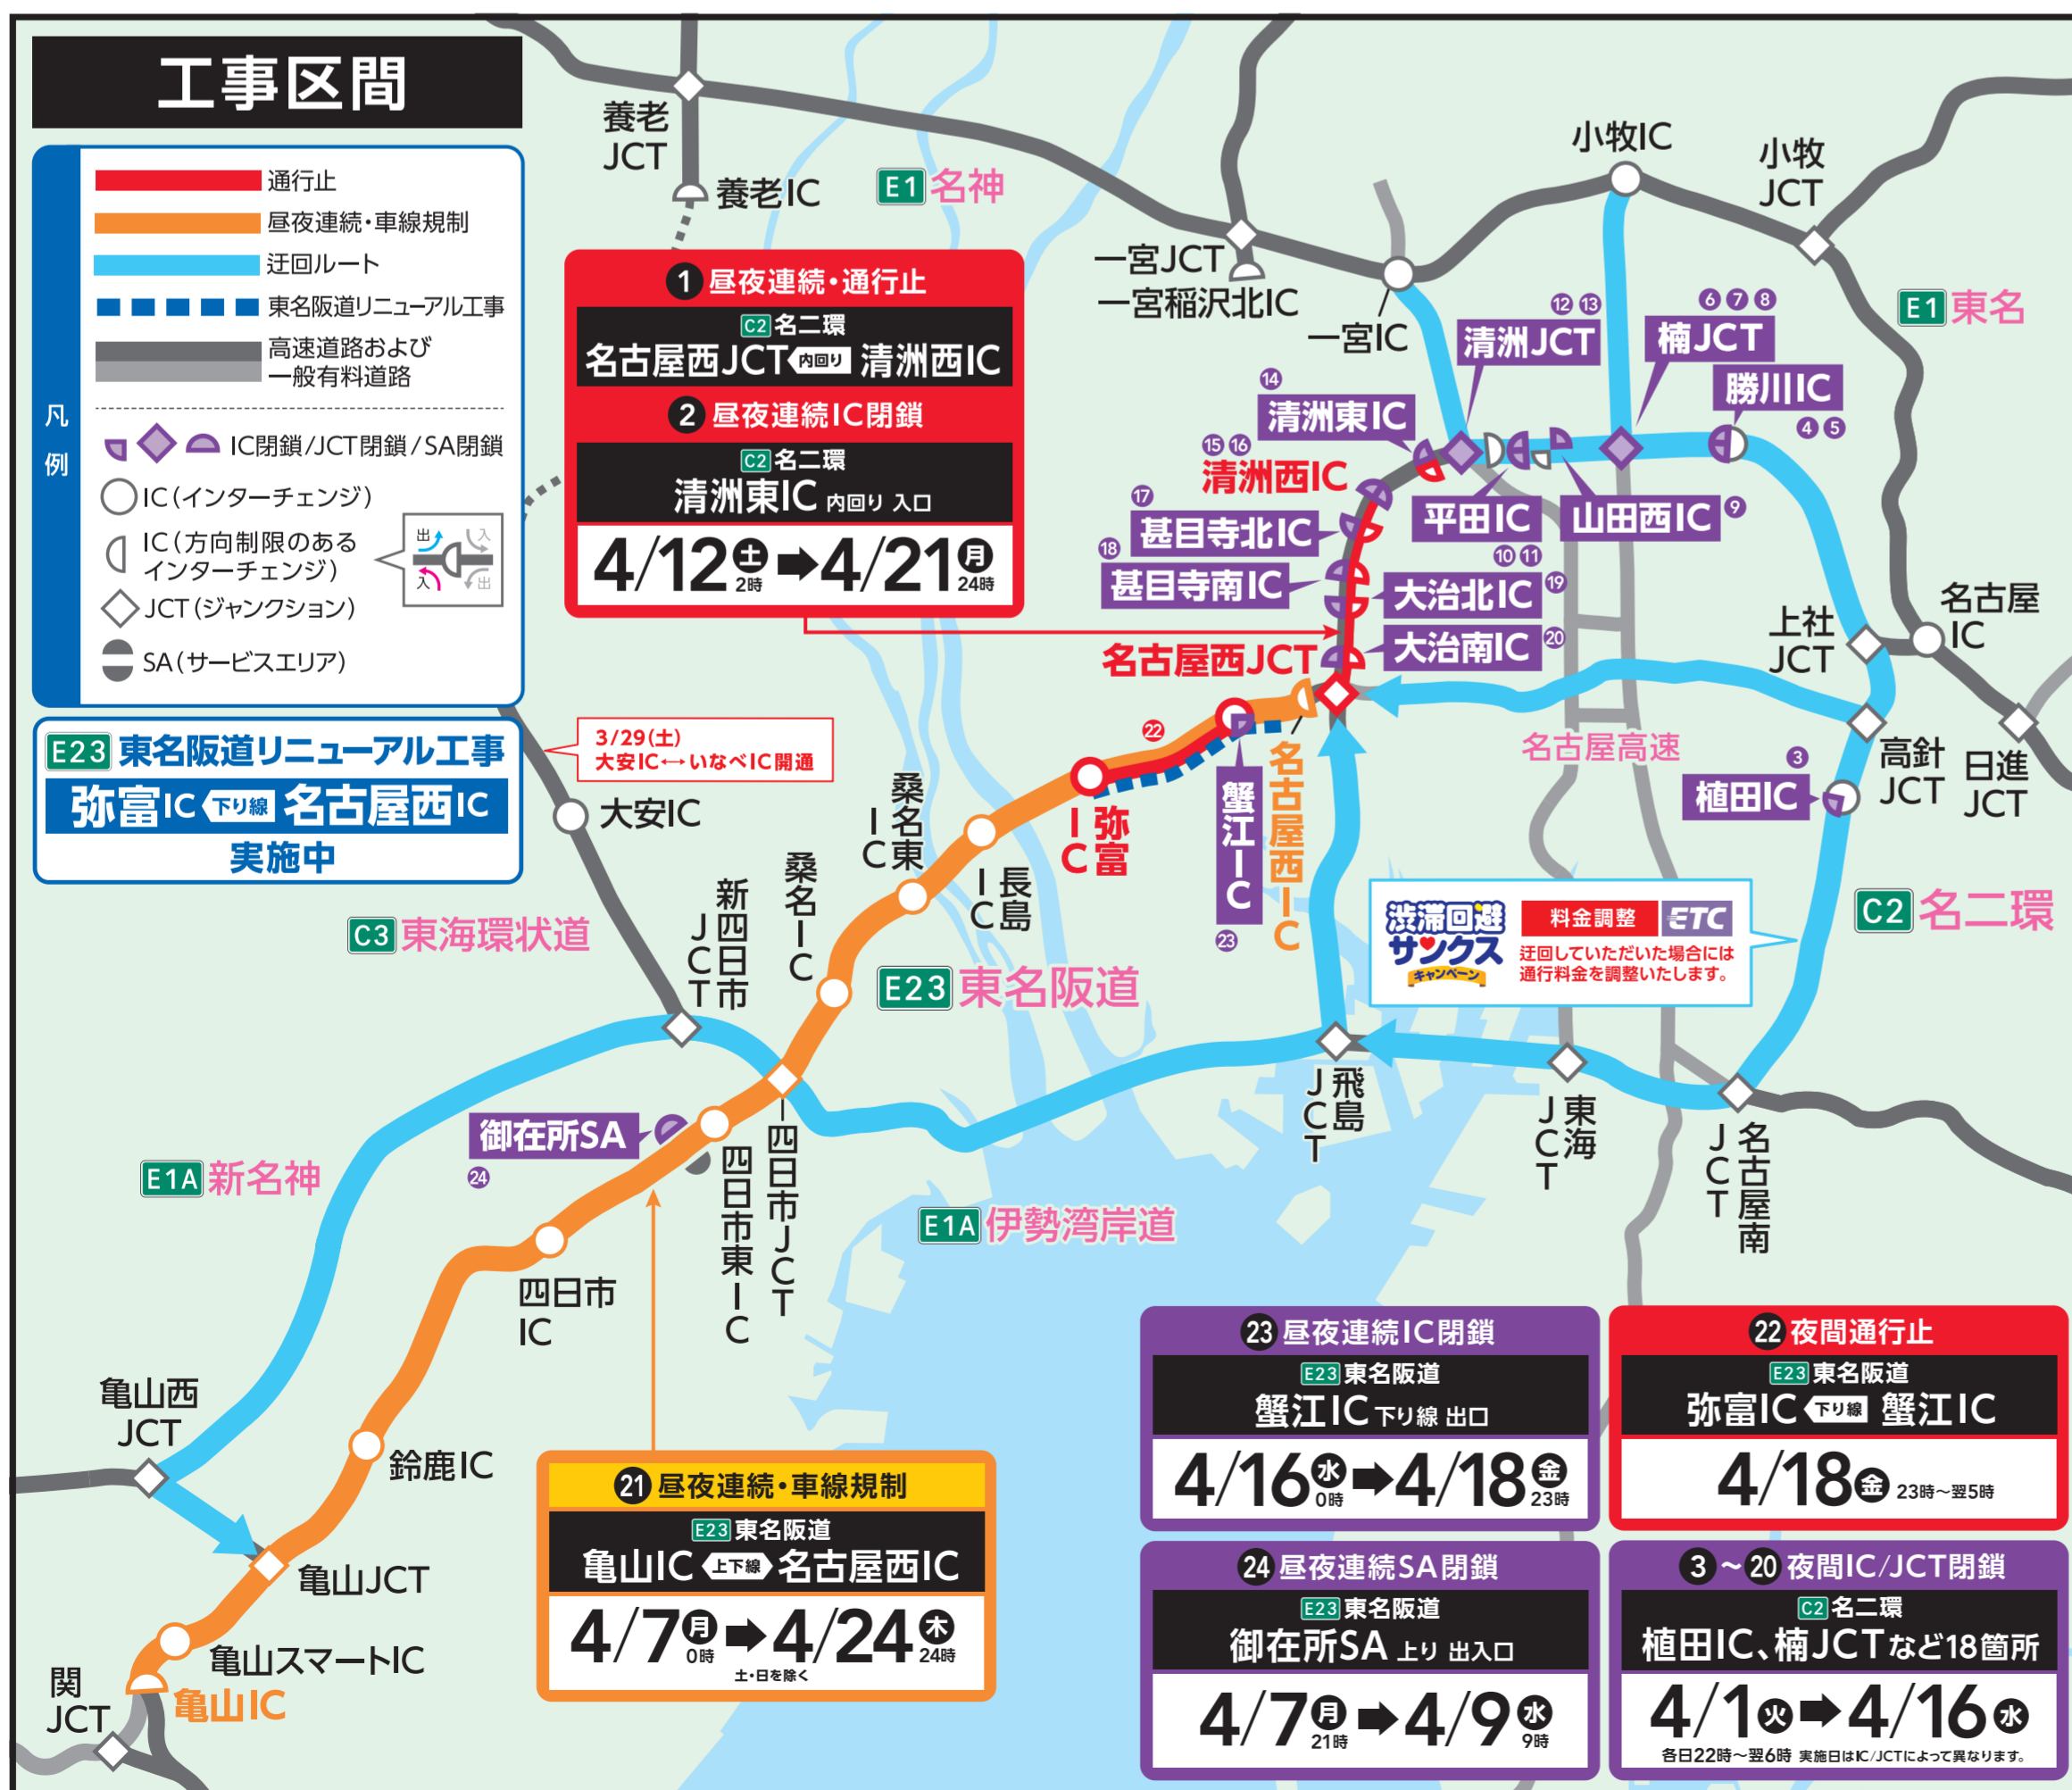 工事区間
凡例
通行止
昼夜連続・車線規制
迂回ルート
東名阪道リニューアル工事
高速道路および
一般有料道路
IC閉鎖/JCT閉鎖/SA閉鎖
IC(インターチェンジ)
IC(方向制限のある
インターチェンジ)
出 入
入 出
JCT(ジャンクション)
SA(サービスエリア)
E23 東名阪道リニューアル工事
弥富IC 下り線 名古屋西IC
実施中
養老
JCT
養老IC
E1 名神
1 昼夜連続・通行止
C2 名二環
名古屋西JCT 内回り 清洲西IC
2 昼夜連続IC閉鎖
C2 名二環
清洲東IC 内回り 入口
4/12 土 2時 ➡ 4/21 月 24時
一宮JCT
一宮稲沢北IC
一宮IC
小牧IC
小牧
JCT
E1 東名
12 13
清洲JCT
6 7 8
楠JCT
勝川IC
4 5
14
清洲東IC
15 16
清洲西IC
17
甚目寺北IC
18
甚目寺南IC
平田IC
10 11
山田西IC 9
大治北IC 19
大治南IC 20
名古屋西JCT
上社
JCT
名古屋
IC
名古屋高速
高針
JCT
日進
JCT
3
植田IC
C2 名二環
3/29(土)
大安IC↔いなべIC開通
大安IC
22
弥富IC
蟹江IC
23
名古屋西IC
桑名東IC
長島IC
桑名IC
新四日市JCT
C3 東海環状道
E23 東名阪道
渋滞回避
サンクス
キャンペーン
料金調整 ETC
迂回していただいた場合には
通行料金を調整いたします。
飛島JCT
東海JCT
名古屋南JCT
御在所SA
24
E1A 新名神
四日市JCT
四日市東IC
E1A 伊勢湾岸道
四日市
IC
亀山西
JCT
鈴鹿IC
亀山JCT
亀山スマートIC
亀山IC
関
JCT
21 昼夜連続・車線規制
E23 東名阪道
亀山IC 上下線 名古屋西IC
4/7 月 0時 ➡ 4/24 木 24時
土・日を除く
23 昼夜連続IC閉鎖
E23 東名阪道
蟹江IC 下り線 出口
4/16 水 0時 ➡ 4/18 金 23時
22 夜間通行止
E23 東名阪道
弥富IC 下り線 蟹江IC
4/18 金 23時~翌5時
24 昼夜連続SA閉鎖
E23 東名阪道
御在所SA 上り 出入口
4/7 月 21時 ➡ 4/9 水 9時
3~20 夜間IC/JCT閉鎖
C2 名二環
植田IC、楠JCTなど18箇所
4/1 火 ➡ 4/16 水
各日22時~翌6時 実施日はIC/JCTによって異なります。